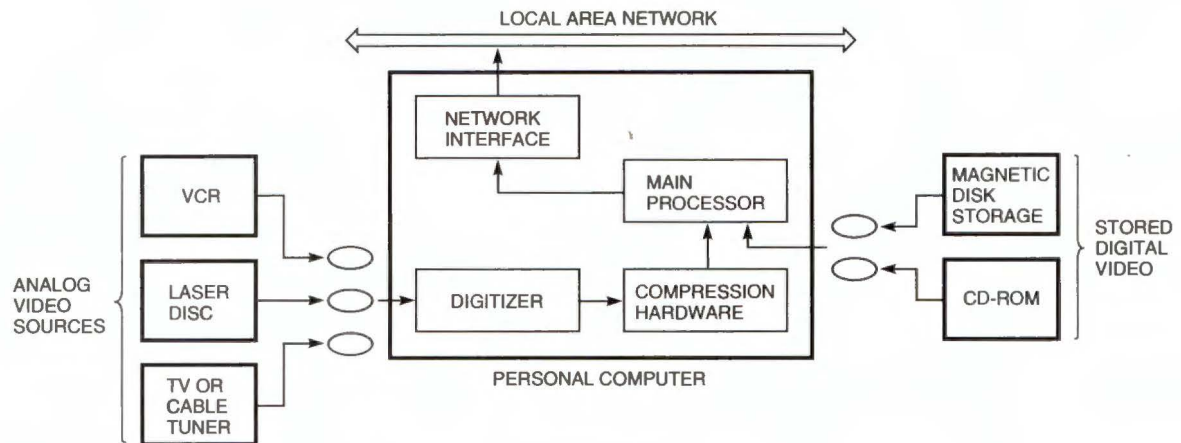 LOCAL AREA NETWORK
NETWORK
INTERFACE
MAIN
PROCESSOR
DIGITIZER
COMPRESSION
HARDWARE
PERSONAL COMPUTER
ANALOG
VIDEO
SOURCES
VCR
LASER
DISC
TV OR
CABLE
TUNER
MAGNETIC
DISK
STORAGE
CD-ROM
STORED
DIGITAL
VIDEO